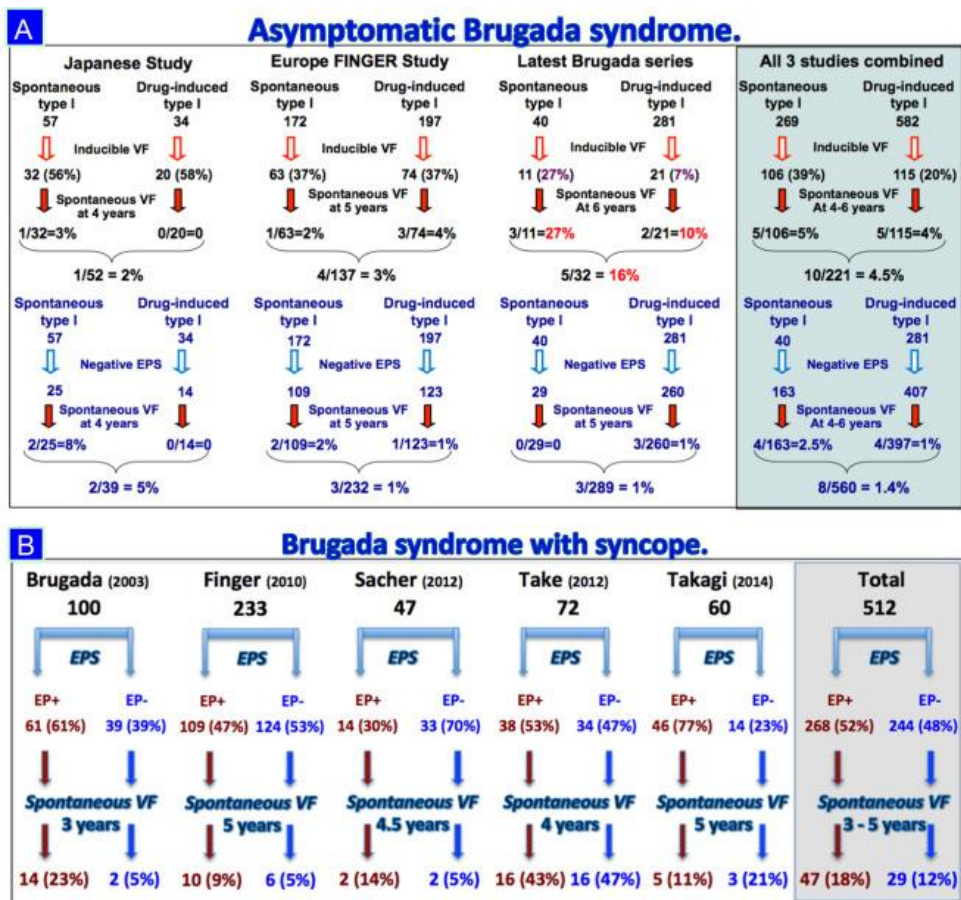 A
Asymptomatic Brugada syndrome.
Japanese Study
Spontaneous type I
Drug-induced type I
57
34
Inducible VF
32 (56%)
20 (58%)
Spontaneous VF
at 4 years
1/32=3%
0/20=0
1/52 = 2%
Spontaneous type I
Drug-induced type I
57
34
Negative EPS
25
14
Spontaneous VF
at 4 years
2/25=8%
0/14=0
2/39 = 5%
Europe FINGER Study
Spontaneous type I
Drug-induced type I
172
197
Inducible VF
63 (37%)
74 (37%)
Spontaneous VF
at 5 years
1/63=2%
3/74=4%
4/137 = 3%
Spontaneous type I
Drug-induced type I
172
197
Negative EPS
109
123
Spontaneous VF
at 5 years
2/109=2%
1/123=1%
3/232 = 1%
Latest Brugada series
Spontaneous type I
Drug-induced type I
40
281
Inducible VF
11 (27%)
21 (7%)
Spontaneous VF
At 6 years
3/11=27%
2/21=10%
5/32 = 16%
Spontaneous type I
Drug-induced type I
40
281
Negative EPS
29
260
Spontaneous VF
at 5 years
0/29=0
3/260=1%
3/289 = 1%
All 3 studies combined
Spontaneous type I
Drug-induced type I
269
582
Inducible VF
106 (39%)
115 (20%)
Spontaneous VF
At 4-6 years
5/106=5%
5/115=4%
10/221 = 4.5%
Spontaneous type I
Drug-induced type I
40
281
Negative EPS
163
407
Spontaneous VF
At 4-6 years
4/163=2.5%
4/397=1%
8/560 = 1.4%
B
Brugada syndrome with syncope.
Brugada (2003)
100
EPS
EP+
EP-
61 (61%)
39 (39%)
Spontaneous VF
3 years
14 (23%)
2 (5%)
Finger (2010)
233
EPS
EP+
EP-
109 (47%)
124 (53%)
Spontaneous VF
5 years
10 (9%)
6 (5%)
Sacher (2012)
47
EPS
EP+
EP-
14 (30%)
33 (70%)
Spontaneous VF
4.5 years
2 (14%)
2 (5%)
Take (2012)
72
EPS
EP+
EP-
38 (53%)
34 (47%)
Spontaneous VF
4 years
16 (43%)
16 (47%)
Takagi (2014)
60
EPS
EP+
EP-
46 (77%)
14 (23%)
Spontaneous VF
5 years
5 (11%)
3 (21%)
Total
512
EPS
EP+
EP-
268 (52%)
244 (48%)
Spontaneous VF
3 - 5 years
47 (18%)
29 (12%)